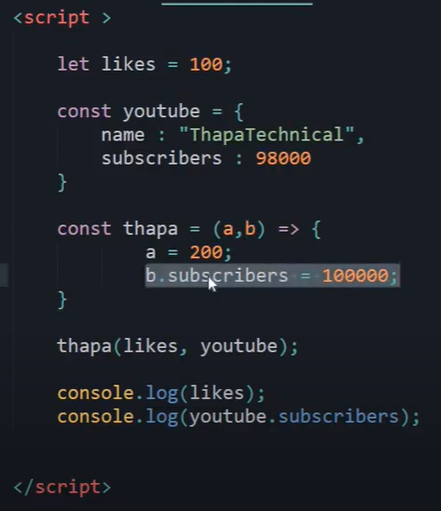 <script >
let likes = 100;
const youtube = {
name : "ThapaTechnical",
subscribers : 98000
}
const thapa = (a,b) => {
a = 200;
b.subscribers = 100000;
}
thapa(likes, youtube);
console.log(likes);
console.log(youtube.subscribers);
</script>